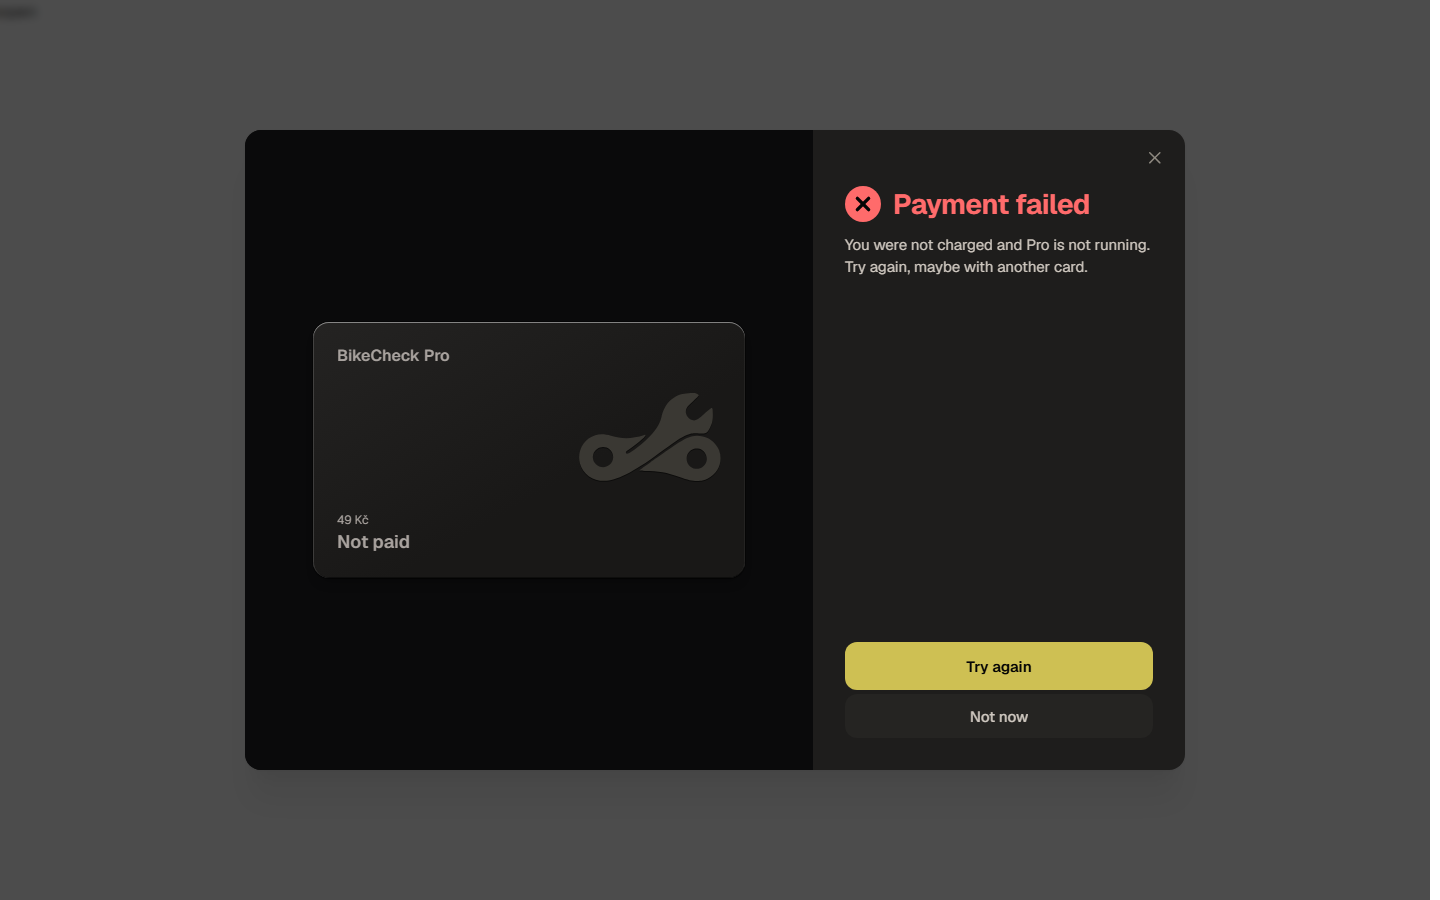 Payment failed
You were not charged and Pro is not running.
Try again, maybe with another card.
BikeCheck Pro
49 Kč
Not paid
Try again
Not now